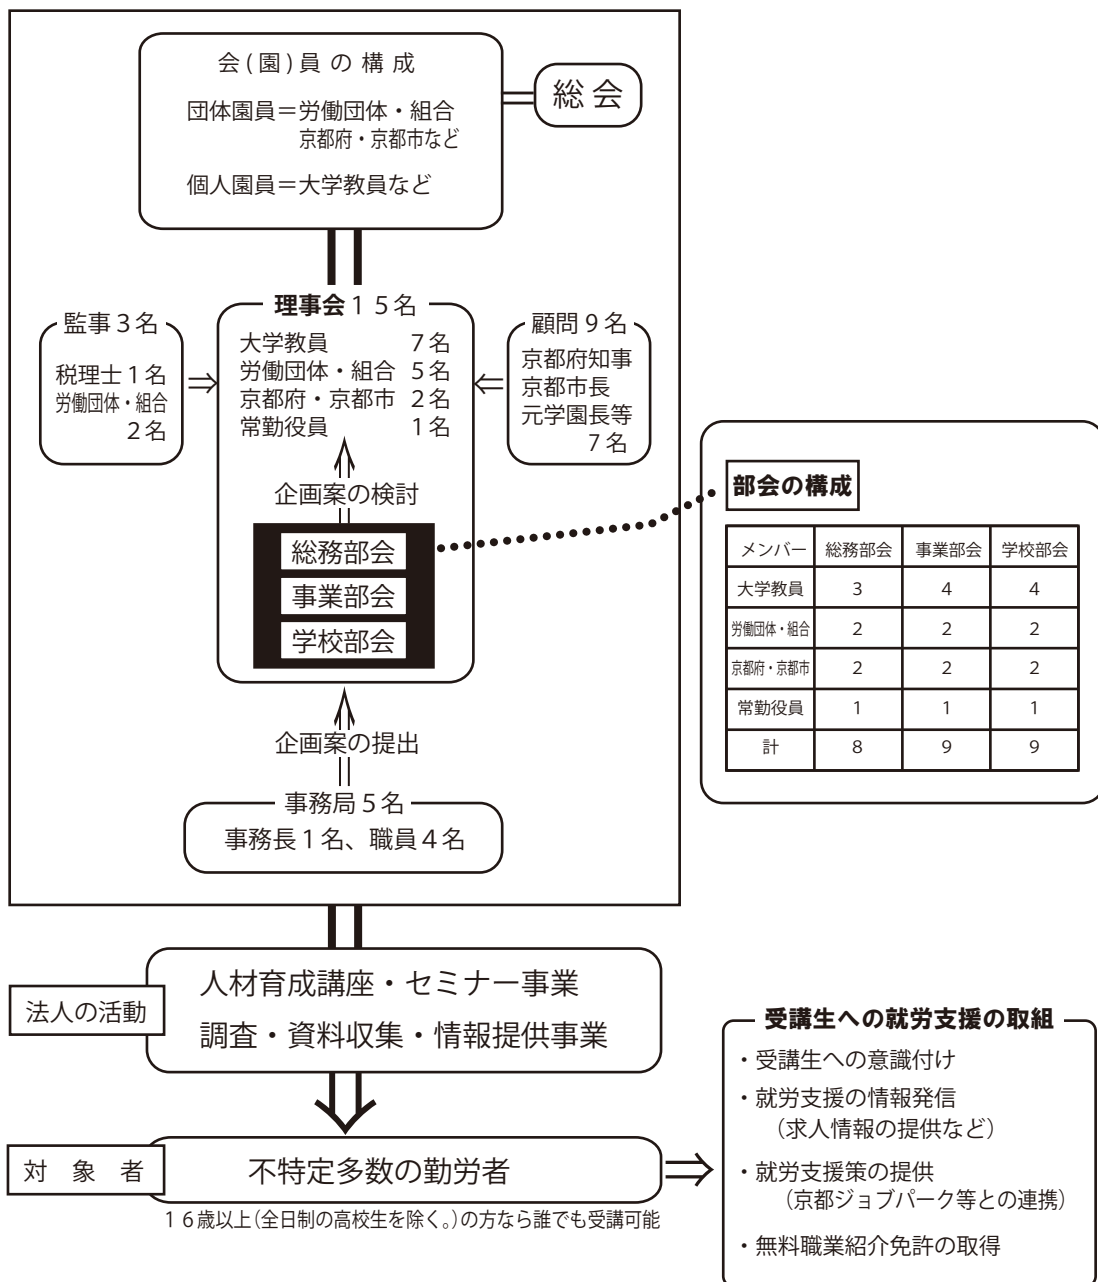 会(園)員の構成
団体園員＝労働団体・組合
京都府・京都市など
個人園員＝大学教員など
総会
理事会１５名
大学教員 ７名
労働団体・組合 ５名
京都府・京都市 ２名
常勤役員 １名
監事３名
税理士１名
労働団体・組合
２名
顧問９名
京都府知事
京都市長
元学園長等
７名
企画案の検討
総務部会
事業部会
学校部会
企画案の提出
事務局５名
事務長１名、職員４名
部会の構成
メンバー 総務部会 事業部会 学校部会
大学教員 3 4 4
労働団体・組合 2 2 2
京都府・京都市 2 2 2
常勤役員 1 1 1
計 8 9 9
法人の活動
人材育成講座・セミナー事業
調査・資料収集・情報提供事業
対象者
不特定多数の勤労者
１６歳以上（全日制の高校生を除く。）の方なら誰でも受講可能
受講生への就労支援の取組
・受講生への意識付け
・就労支援の情報発信
（求人情報の提供など）
・就労支援策の提供
（京都ジョブパーク等との連携）
・無料職業紹介免許の取得